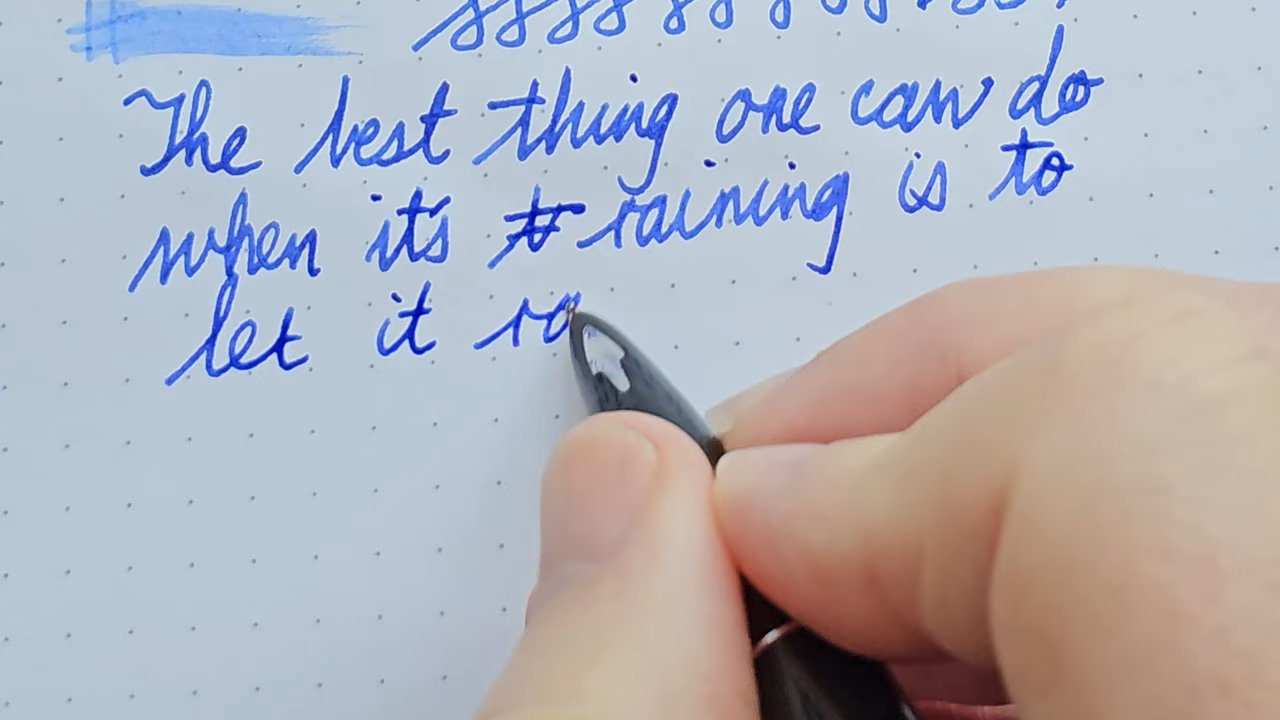 The best thing one can do
when it's raining is to
let it ra